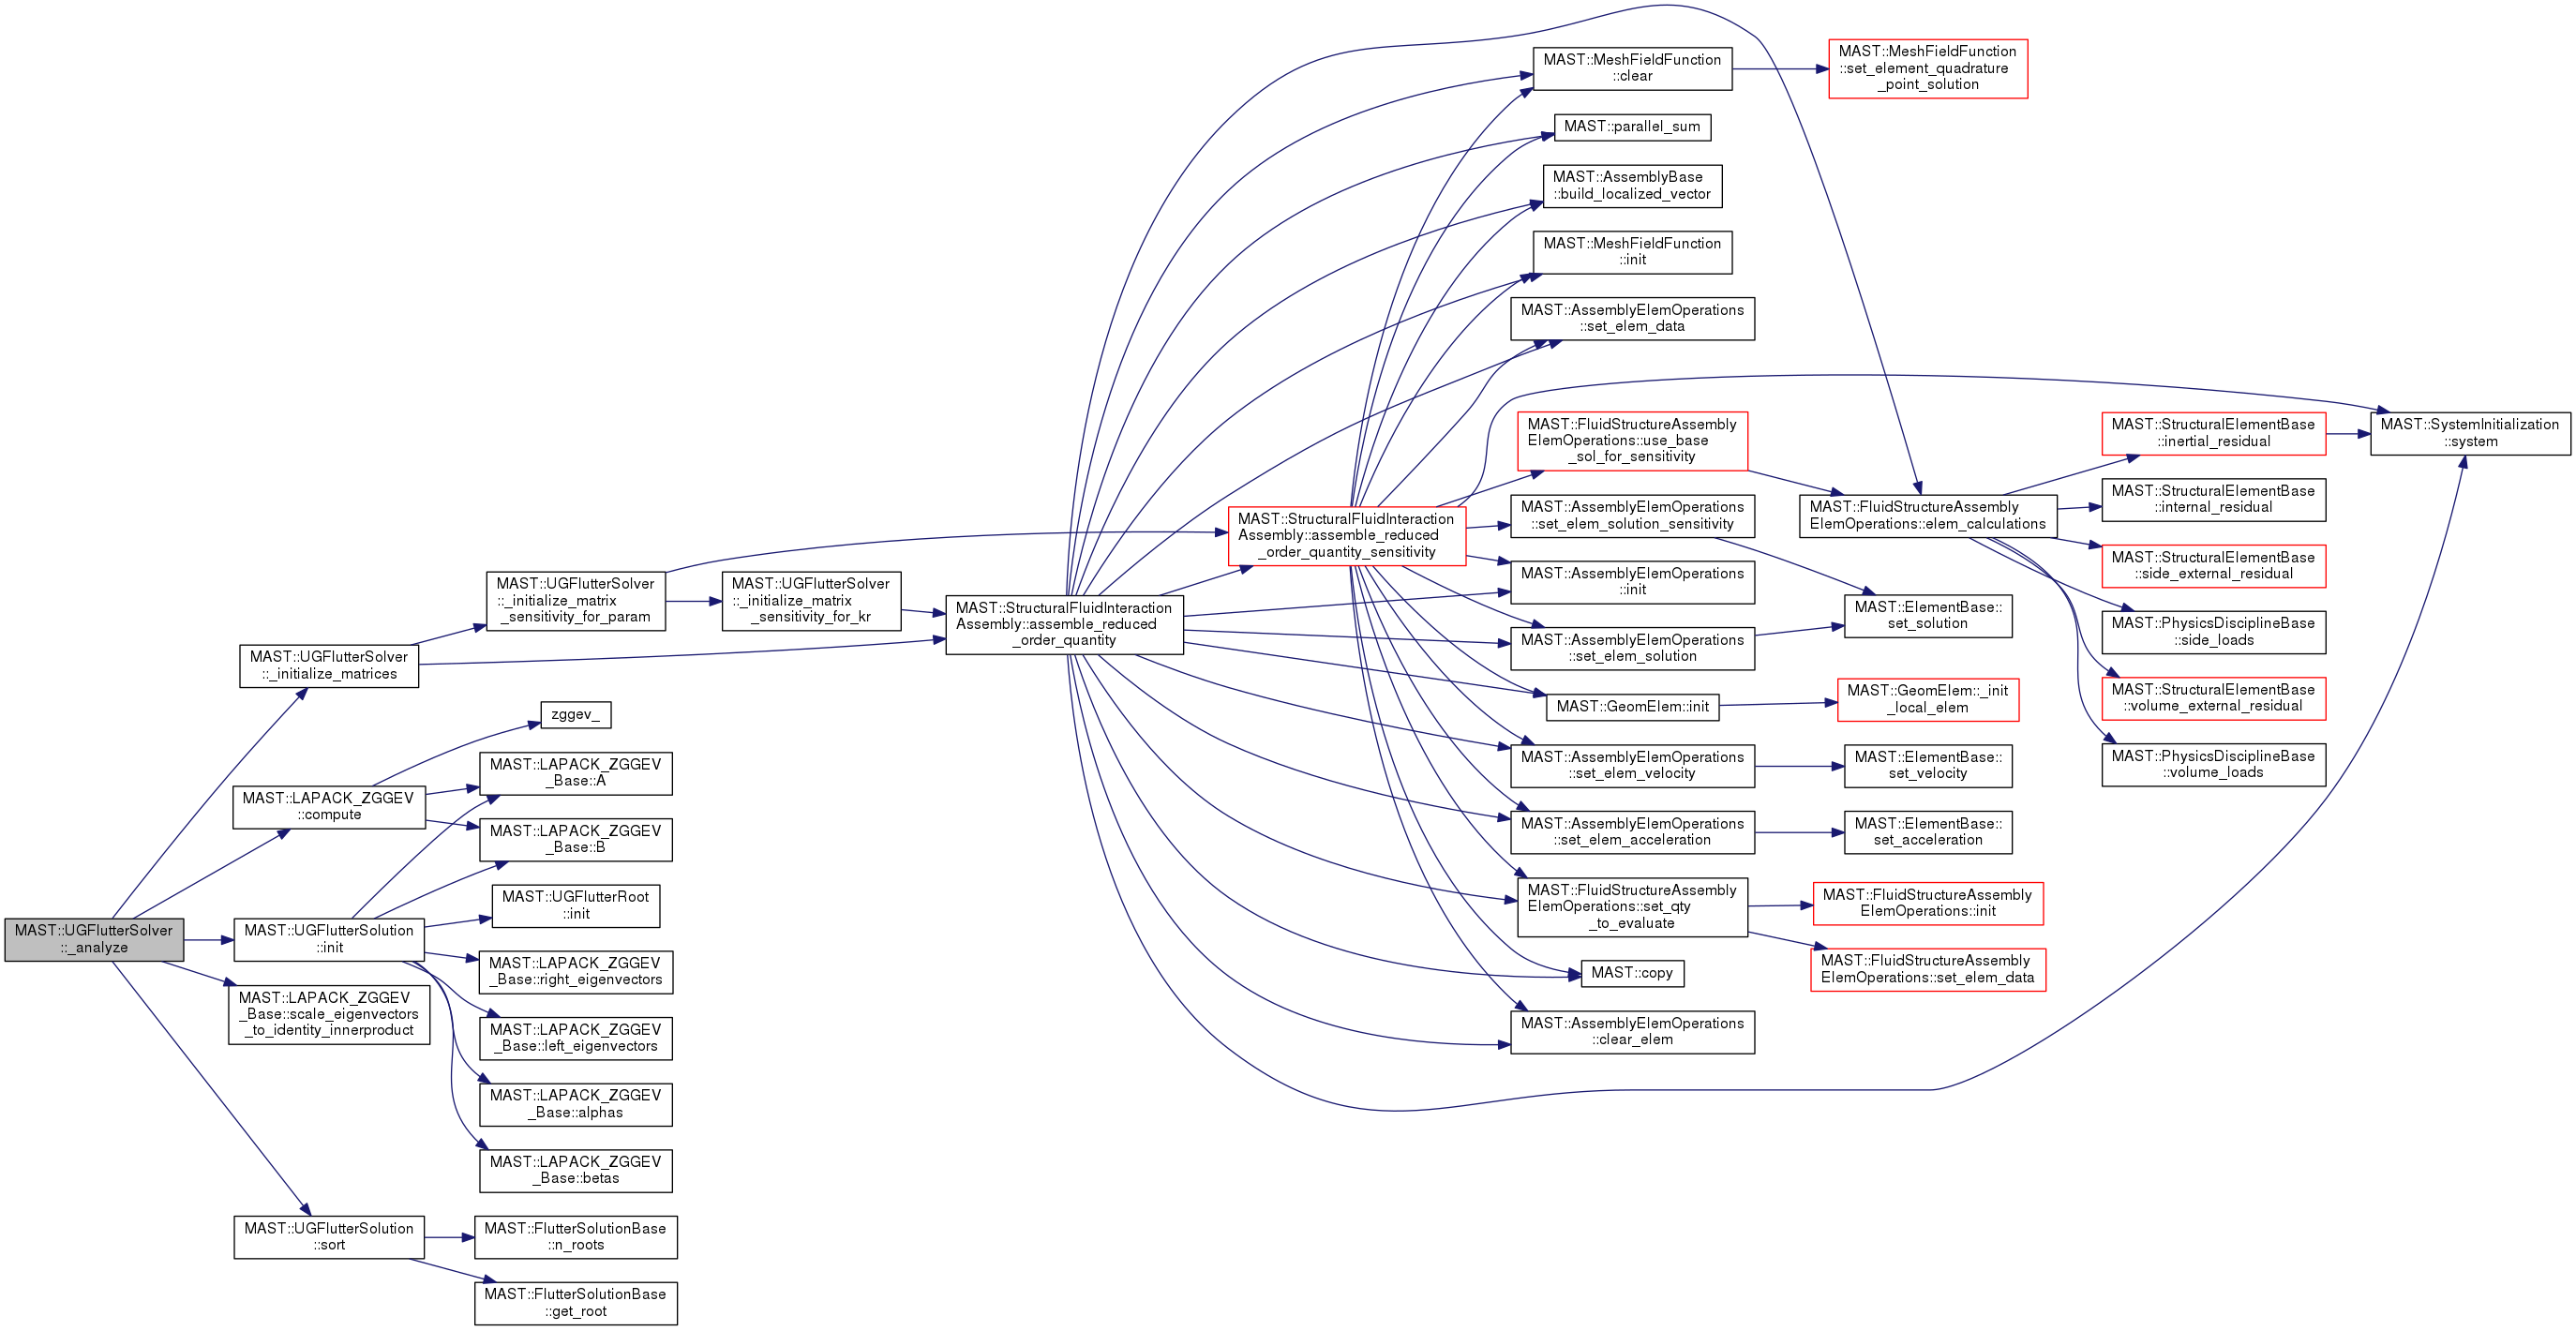 MAST::UGFlutterSolver
::_analyze
MAST::UGFlutterSolver
::_initialize_matrices
MAST::LAPACK_ZGGEV
::compute
MAST::UGFlutterSolution
::init
MAST::LAPACK_ZGGEV
_Base::scale_eigenvectors
_to_identity_innerproduct
MAST::UGFlutterSolution
::sort
MAST::UGFlutterSolver
::_initialize_matrix
_sensitivity_for_param
zggev_
MAST::LAPACK_ZGGEV
_Base::A
MAST::LAPACK_ZGGEV
_Base::B
MAST::UGFlutterRoot
::init
MAST::LAPACK_ZGGEV
_Base::right_eigenvectors
MAST::LAPACK_ZGGEV
_Base::left_eigenvectors
MAST::LAPACK_ZGGEV
_Base::alphas
MAST::LAPACK_ZGGEV
_Base::betas
MAST::FlutterSolutionBase
::n_roots
MAST::FlutterSolutionBase
::get_root
MAST::UGFlutterSolver
::_initialize_matrix
_sensitivity_for_kr
MAST::StructuralFluidInteraction
Assembly::assemble_reduced
_order_quantity
MAST::StructuralFluidInteraction
Assembly::assemble_reduced
_order_quantity_sensitivity
MAST::MeshFieldFunction
::clear
MAST::parallel_sum
MAST::AssemblyBase
::build_localized_vector
MAST::MeshFieldFunction
::init
MAST::AssemblyElemOperations
::set_elem_data
MAST::FluidStructureAssembly
ElemOperations::use_base
_sol_for_sensitivity
MAST::AssemblyElemOperations
::set_elem_solution_sensitivity
MAST::AssemblyElemOperations
::init
MAST::AssemblyElemOperations
::set_elem_solution
MAST::GeomElem::init
MAST::AssemblyElemOperations
::set_elem_velocity
MAST::AssemblyElemOperations
::set_elem_acceleration
MAST::FluidStructureAssembly
ElemOperations::set_qty
_to_evaluate
MAST::copy
MAST::AssemblyElemOperations
::clear_elem
MAST::MeshFieldFunction
::set_element_quadrature
_point_solution
MAST::FluidStructureAssembly
ElemOperations::elem_calculations
MAST::ElementBase::
set_solution
MAST::GeomElem::_init
_local_elem
MAST::ElementBase::
set_velocity
MAST::ElementBase::
set_acceleration
MAST::FluidStructureAssembly
ElemOperations::init
MAST::FluidStructureAssembly
ElemOperations::set_elem_data
MAST::StructuralElementBase
::inertial_residual
MAST::StructuralElementBase
::internal_residual
MAST::StructuralElementBase
::side_external_residual
MAST::PhysicsDisciplineBase
::side_loads
MAST::StructuralElementBase
::volume_external_residual
MAST::PhysicsDisciplineBase
::volume_loads
MAST::SystemInitialization
::system